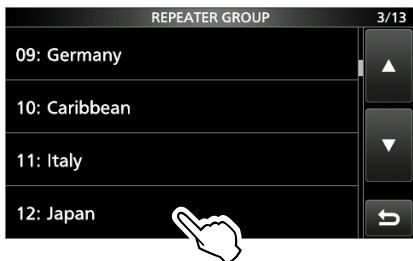 REPEATER GROUP 3/13
09: Germany
10: Caribbean
11: Italy
12: Japan